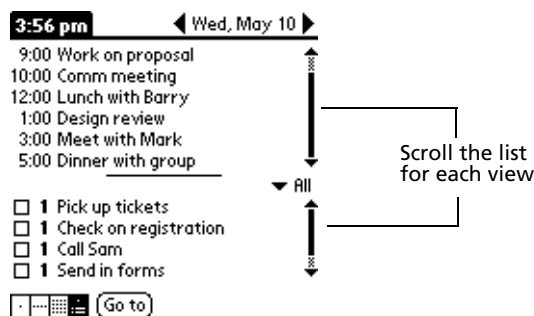 3:56 pm
Wed, May 10
9:00 Work on proposal
10:00 Comm meeting
12:00 Lunch with Barry
1:00 Design review
3:00 Meet with Mark
5:00 Dinner with group
All
1 Pick up tickets
1 Check on registration
1 Call Sam
1 Send in forms
Go to
Scroll the list
for each view